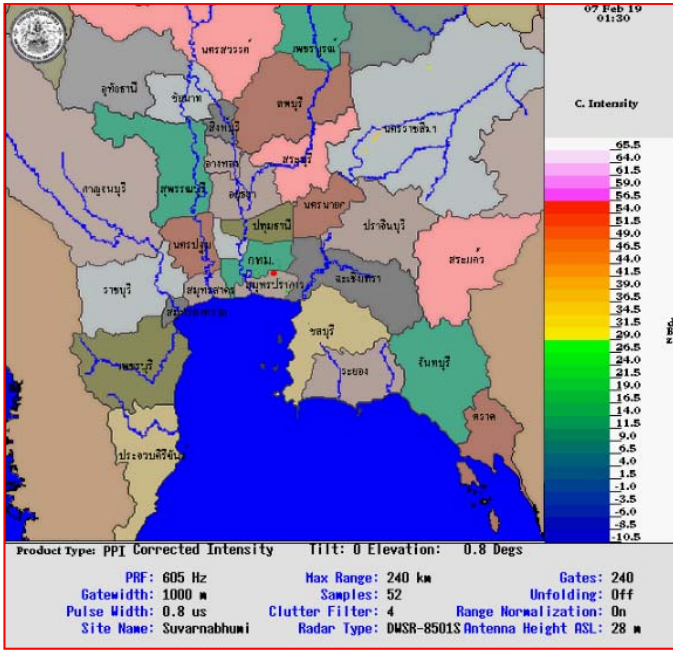 07 Feb 19
01:30
นครสวรรค์
เพชรบูรณ์
อุทัยธานี
ชัยนาท
ลพบุรี
C. Intensity
สิงห์บุรี
นครราชสีมา
อ่างทอง
สระบุรี
กาญจนบุรี
สุพรรณบุรี
อยุธยา
นครนายก
ปทุมธานี
ปราจีนบุรี
นครปฐม
กทม.
สระแก้ว
ราชบุรี
สมุทรสาคร
สมุทรปราการ
ฉะเชิงเทรา
ชลบุรี
เพชรบุรี
ระยอง
จันทบุรี
ตราด
ประจวบคีรีขันธ์
65.5
64.0
61.5
59.0
56.5
54.0
51.5
49.0
46.5
44.0
41.5
39.0
36.5
34.0
31.5
29.0
26.5
24.0
21.5
19.0
16.5
14.0
11.5
9.0
6.5
4.0
1.5
-1.0
-3.5
-6.0
-8.5
-10.5
Product Type: PPI Corrected Intensity Tilt: 0 Elevation: 0.8 Degs
PRF: 605 Hz Max Range: 240 km Gates: 240
Gatewidth: 1000 m Samples: 52 Unfolding: Off
Pulse Width: 0.8 us Clutter Filter: 4 Range Normalization: On
Site Name: Suvarnabhumi Radar Type: DWSR-8501S Antenna Height ASL: 28 m